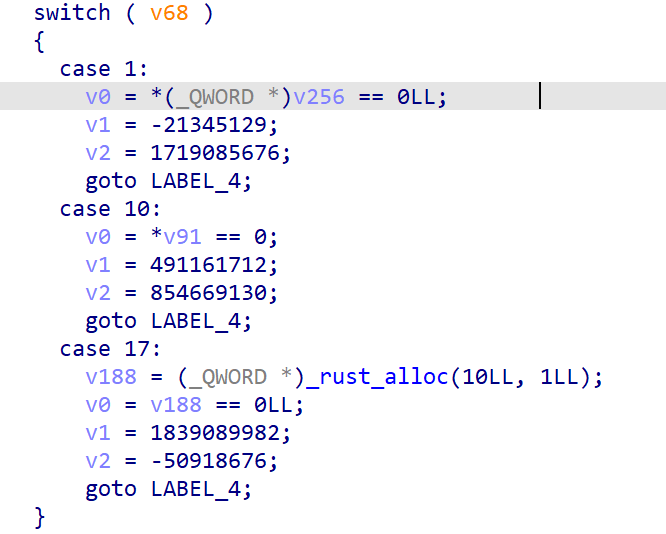 switch ( v68 )
{
case 1:
v0 = *(_QWORD *)v256 == 0LL;
v1 = -21345129;
v2 = 1719085676;
goto LABEL_4;
case 10:
v0 = *v91 == 0;
v1 = 491161712;
v2 = 854669130;
goto LABEL_4;
case 17:
v188 = (_QWORD *)_rust_alloc(10LL, 1LL);
v0 = v188 == 0LL;
v1 = 1839089982;
v2 = -50918676;
goto LABEL_4;
}